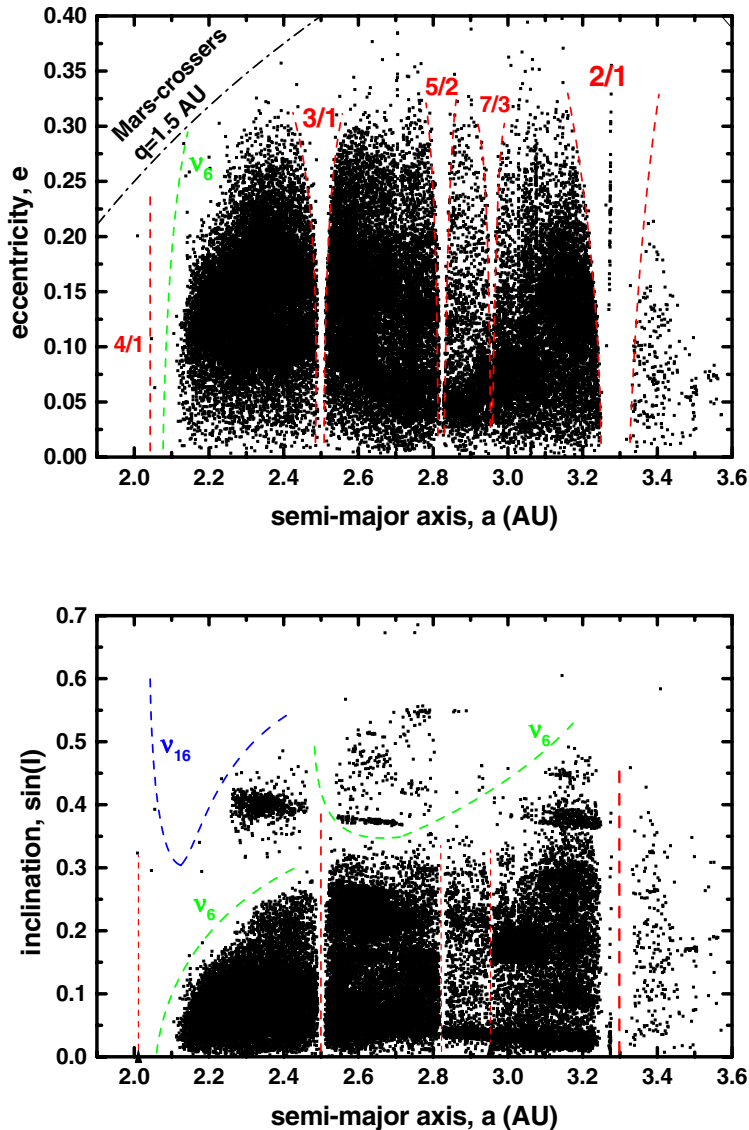 0.40
0.35
0.30
0.25
0.20
0.15
0.10
0.05
0.00
eccentricity, e
Mars-crossers
q=1.5 AU
ν6
4/1
3/1
5/2
7/3
2/1
2.0 2.2 2.4 2.6 2.8 3.0 3.2 3.4 3.6
semi-major axis, a (AU)
0.7
0.6
0.5
0.4
0.3
0.2
0.1
0.0
inclination, sin(I)
ν16
ν6
ν6
2.0 2.2 2.4 2.6 2.8 3.0 3.2 3.4 3.6
semi-major axis, a (AU)